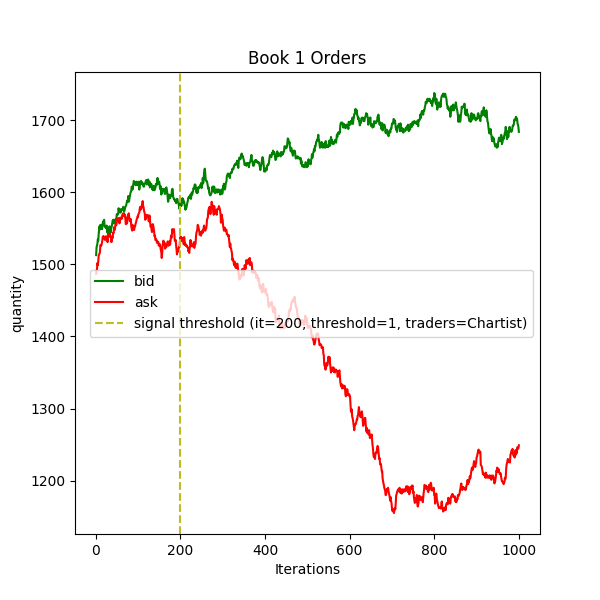 Book 1 Orders
1700
1600
1500
1400
1300
1200
quantity
bid
ask
signal threshold (it=200, threshold=1, traders=Chartist)
0 200 400 600 800 1000
Iterations